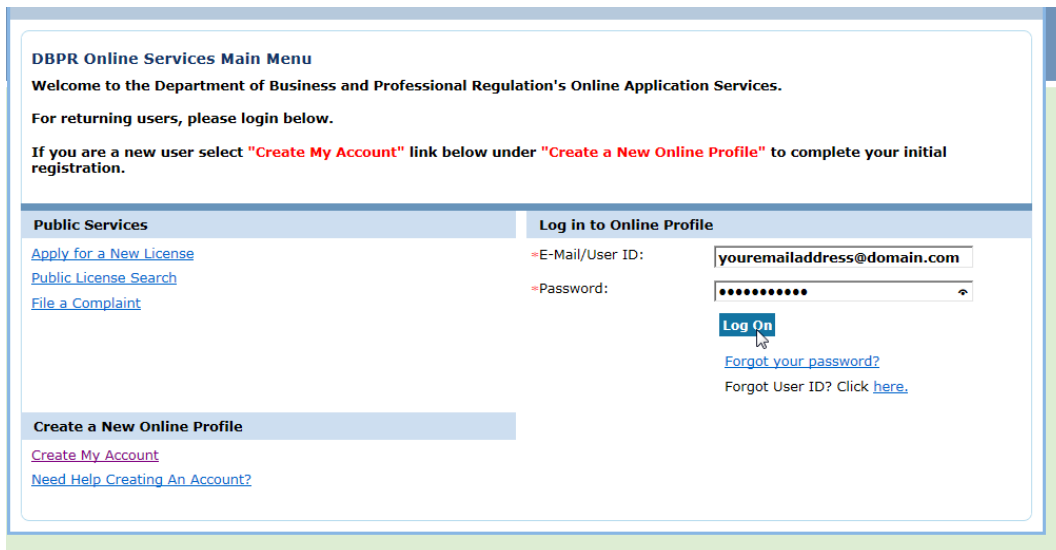 DBPR Online Services Main Menu
Welcome to the Department of Business and Professional Regulation's Online Application Services.
For returning users, please login below.
If you are a new user select "Create My Account" link below under "Create a New Online Profile" to complete your initial
registration.
Public Services
Apply for a New License
Public License Search
File a Complaint
Log in to Online Profile
*E-Mail/User ID:
youremailaddress@domain.com
*Password:
•••••••••••
Log On
Forgot your password?
Forgot User ID? Click here.
Create a New Online Profile
Create My Account
Need Help Creating An Account?